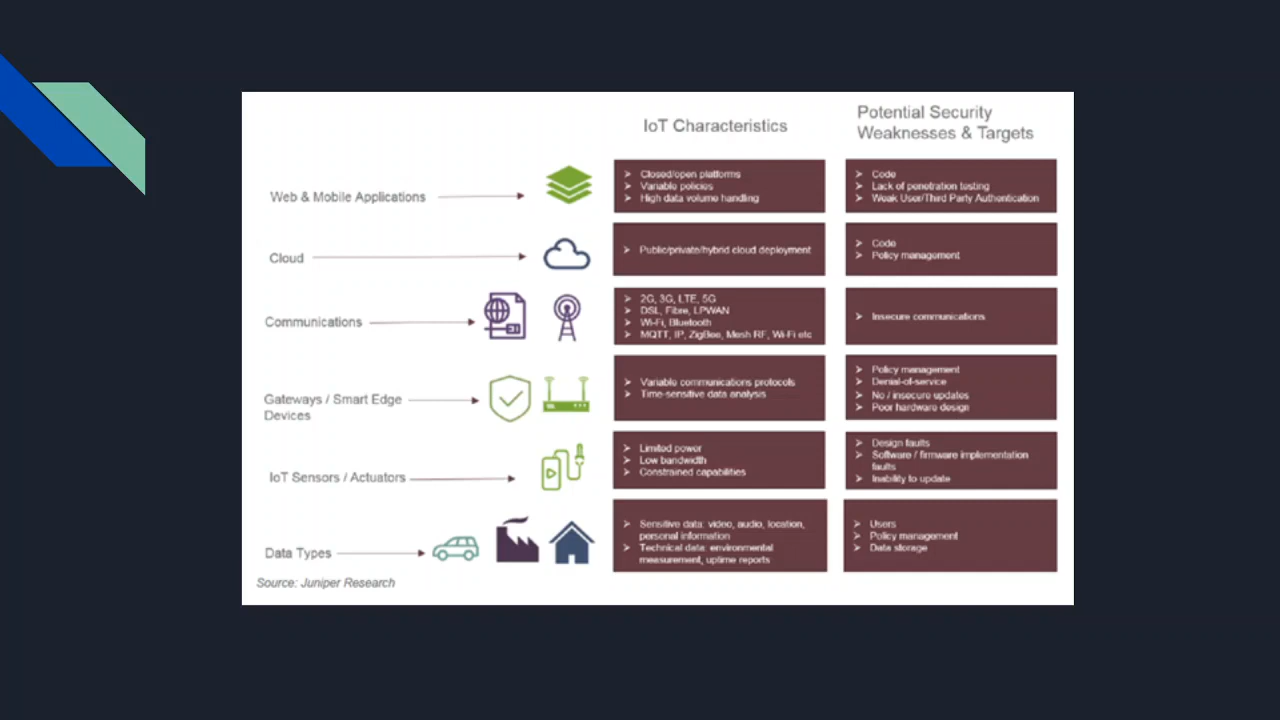 IoT Characteristics
Potential Security
Weaknesses & Targets
Web & Mobile Applications
Closed/open platforms
Variable policies
High data volume handling
Code
Lack of penetration testing
Weak User/Third Party Authentication
Cloud
Public/private/hybrid cloud deployment
Code
Policy management
Communications
2G, 3G, LTE, 5G
DSL, Fibre, LPWAN
Wi-Fi, Bluetooth
MQTT, IP, ZigBee, Mesh RF, Wi-Fi etc
Insecure communications
Gateways / Smart Edge
Devices
Variable communications protocols
Time-sensitive data analysis
Policy management
Denial-of-service
No / insecure updates
Poor hardware design
IoT Sensors / Actuators
Limited power
Low bandwidth
Constrained capabilities
Design faults
Software / firmware implementation
faults
Inability to update
Data Types
Sensitive data: video, audio, location,
personal information
Technical data: environmental
measurement, uptime reports
Users
Policy management
Data storage
Source: Juniper Research